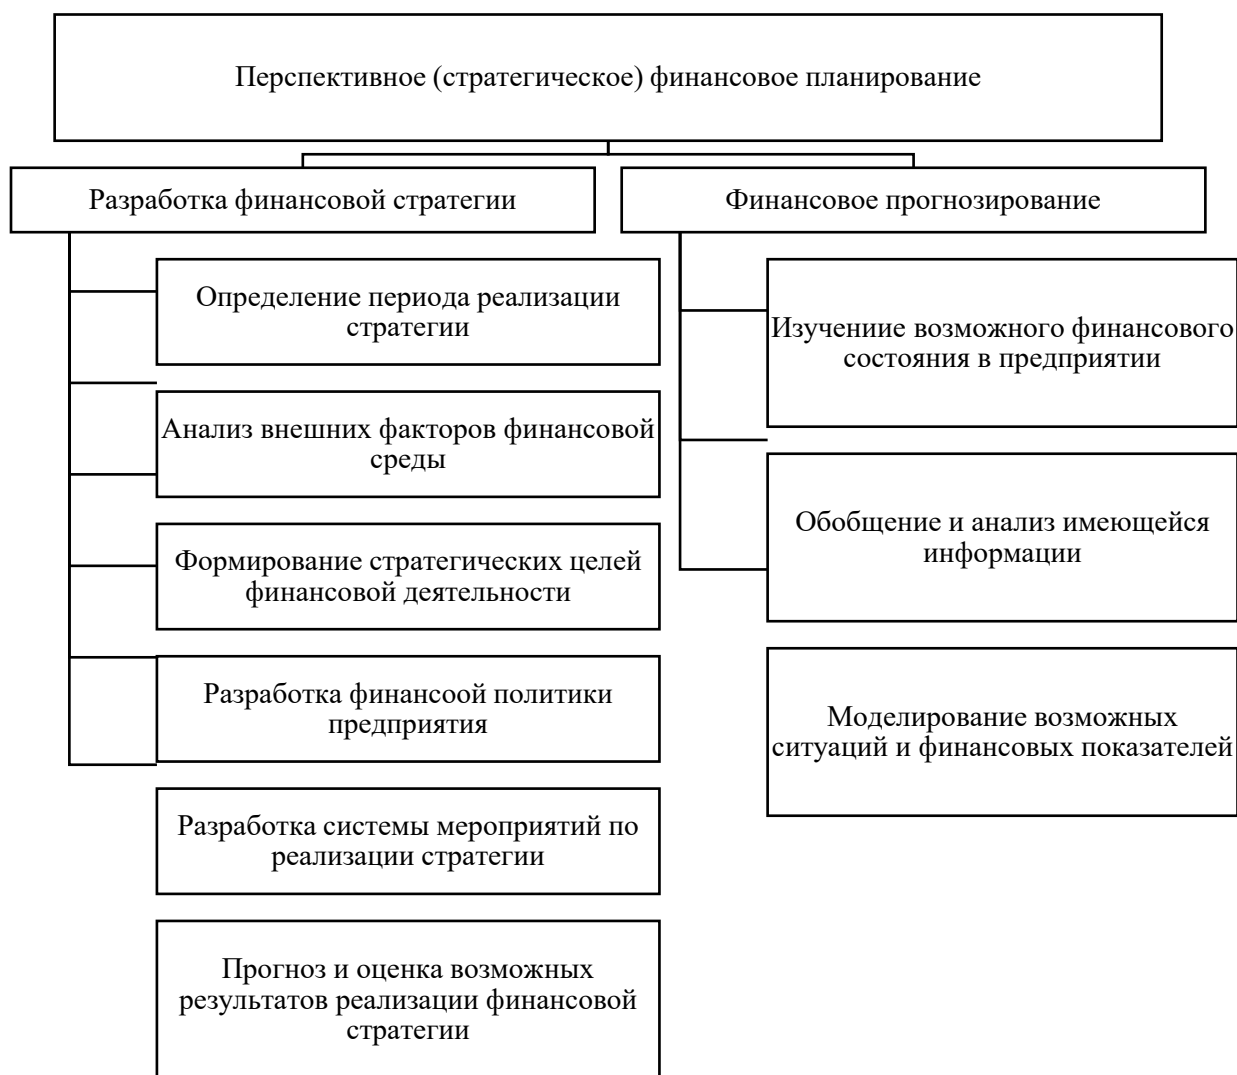 Перспективное (стратегическое) финансовое планирование
Разработка финансовой стратегии
Определение периода реализации
стратегии
Анализ внешних факторов финансовой
среды
Формирование стратегических целей
финансовой деятельности
Разработка финансоой политики
предприятия
Разработка системы мероприятий по
реализации стратегии
Прогноз и оценка возможных
результатов реализации финансовой
стратегии
Финансовое прогнозирование
Изучениие возможного финансового
состояния в предприятии
Обобщение и анализ имеющейся
информации
Моделирование возможных
ситуаций и финансовых показателей